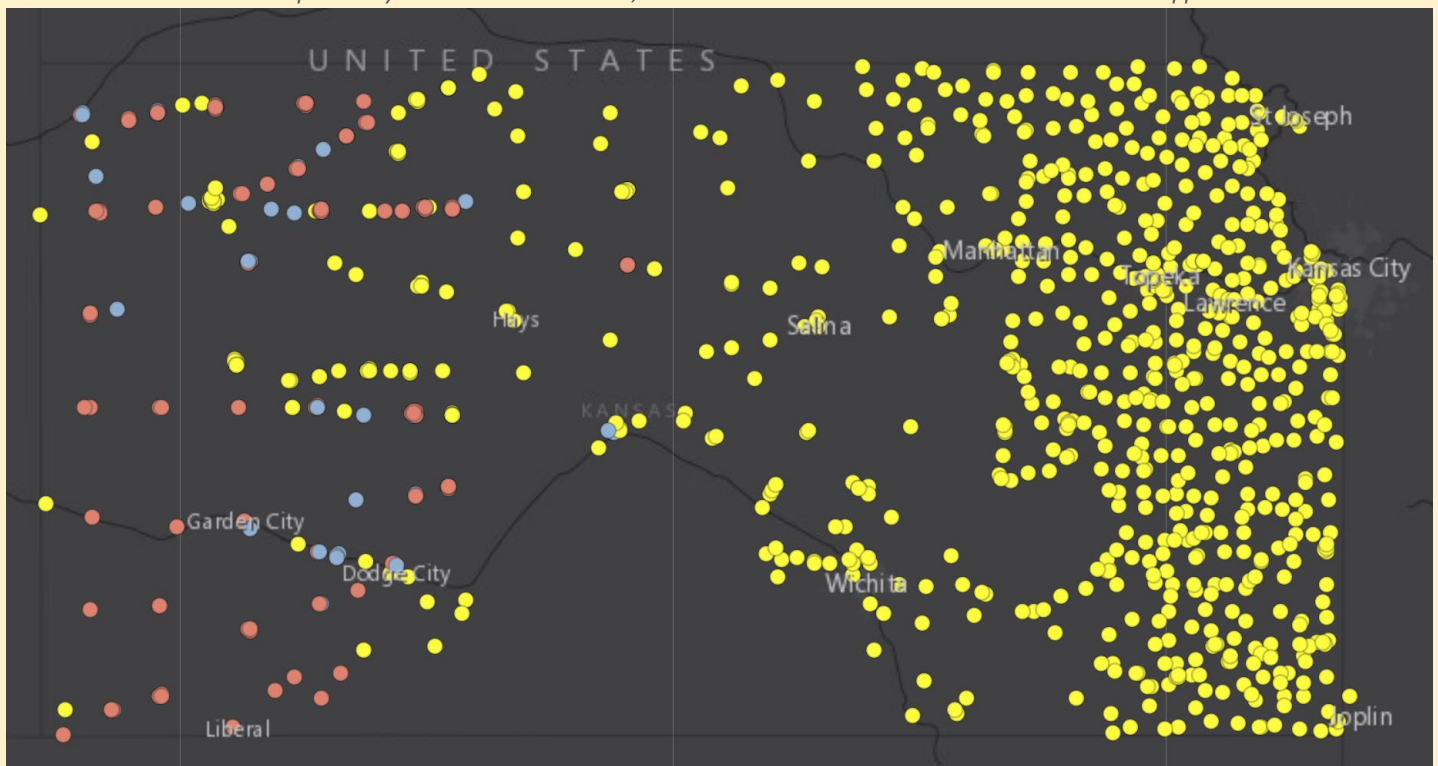 UNITED STATES
St Joseph
Manhattan
Kansas City
Topeka
Lawrence
Hays
Salina
KANSAS
Garden City
Dodge City
Wichita
Joplin
Liberal